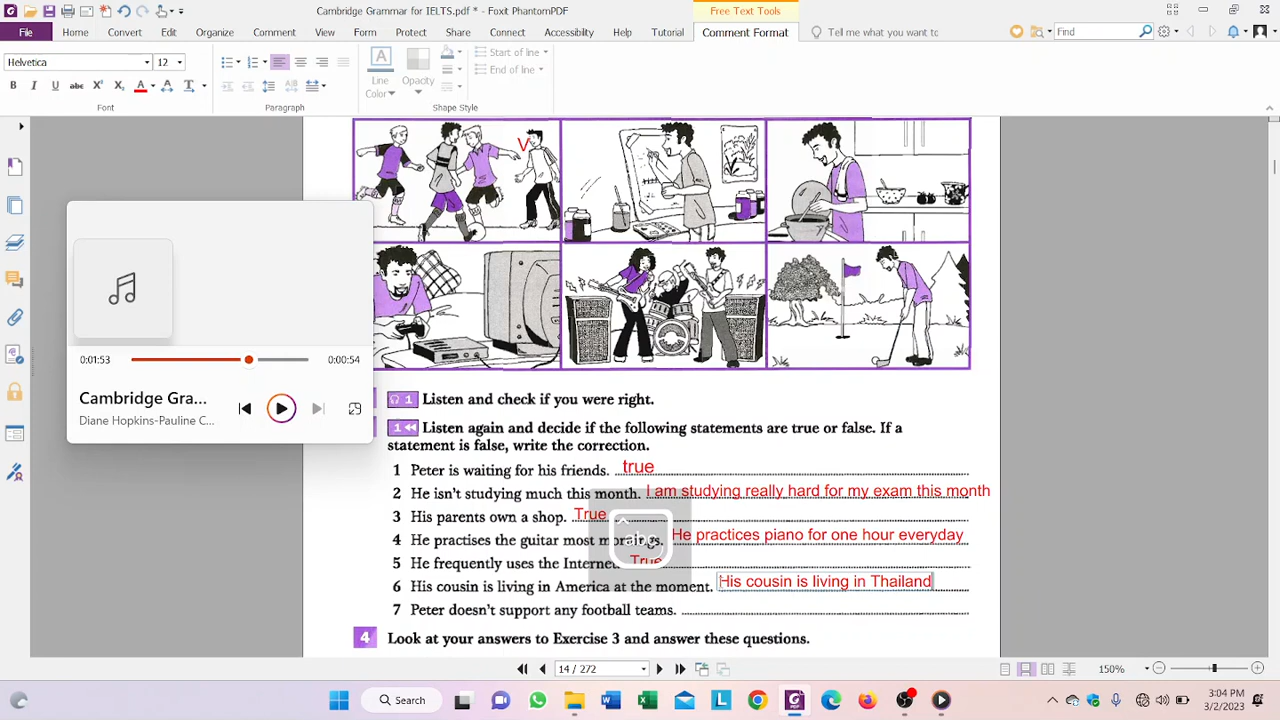 Cambridge Grammar for IELTS.pdf * - Foxit PhantomPDF
Free Text Tools
Convert Edit Organize Comment View Form Protect Share Connect Accessibility Help Tutorial Comment Format Tell me what you want to Find
Helvetica 12
Line Color
Opacity
Start of line
End of line
Font Paragraph Shape Style
V
0:01:53 0:00:54
Cambridge Gra...
Diane Hopkins-Pauline C...
1 Listen and check if you were right.
1 Listen again and decide if the following statements are true or false. If a
statement is false, write the correction.
1 Peter is waiting for his friends. true
2 He isn't studying much this month. I am studying really hard for my exam this month
3 His parents own a shop. True
4 He practises the guitar most mornings. He practices piano for one hour everyday
5 He frequently uses the Internet. True
6 His cousin is living in America at the moment. His cousin is living in Thailand
7 Peter doesn't support any football teams.
4 Look at your answers to Exercise 3 and answer these questions.
abc
14 / 272 150%
Search
3:04 PM